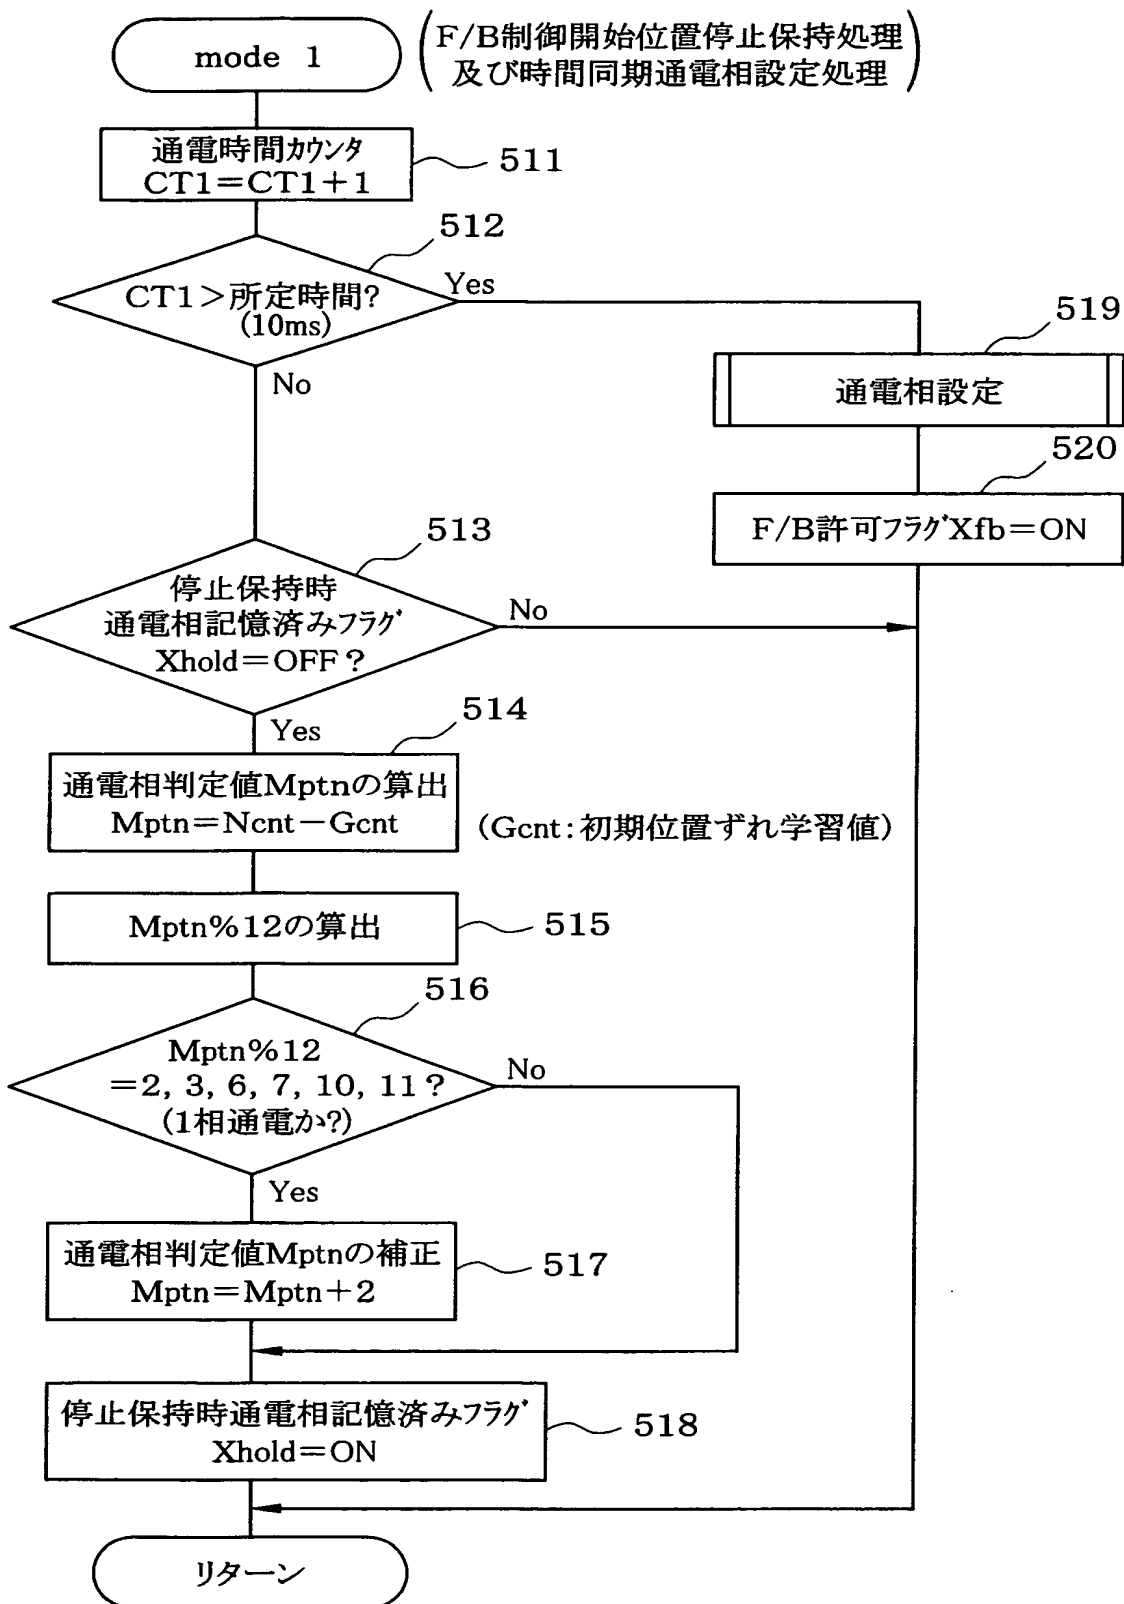 mode 1
F/B制御開始位置停止保持処理
及び時間同期通電相設定処理
通電時間カウンタ
CT1=CT1+1
511
512
CT1>所定時間?
(10ms)
Yes
No
519
通電相設定
520
F/B許可フラグXfb=ON
513
停止保持時
通電相記憶済みフラグ
Xhold=OFF?
No
Yes
514
通電相判定値Mptnの算出
Mptn=Ncnt-Gcnt
(Gcnt:初期位置ずれ学習値)
Mptn%12の算出
515
516
Mptn%12
=2, 3, 6, 7, 10, 11?
(1相通電か?)
No
Yes
通電相判定値Mptnの補正
Mptn=Mptn+2
517
停止保持時通電相記憶済みフラグ
Xhold=ON
518
リターン